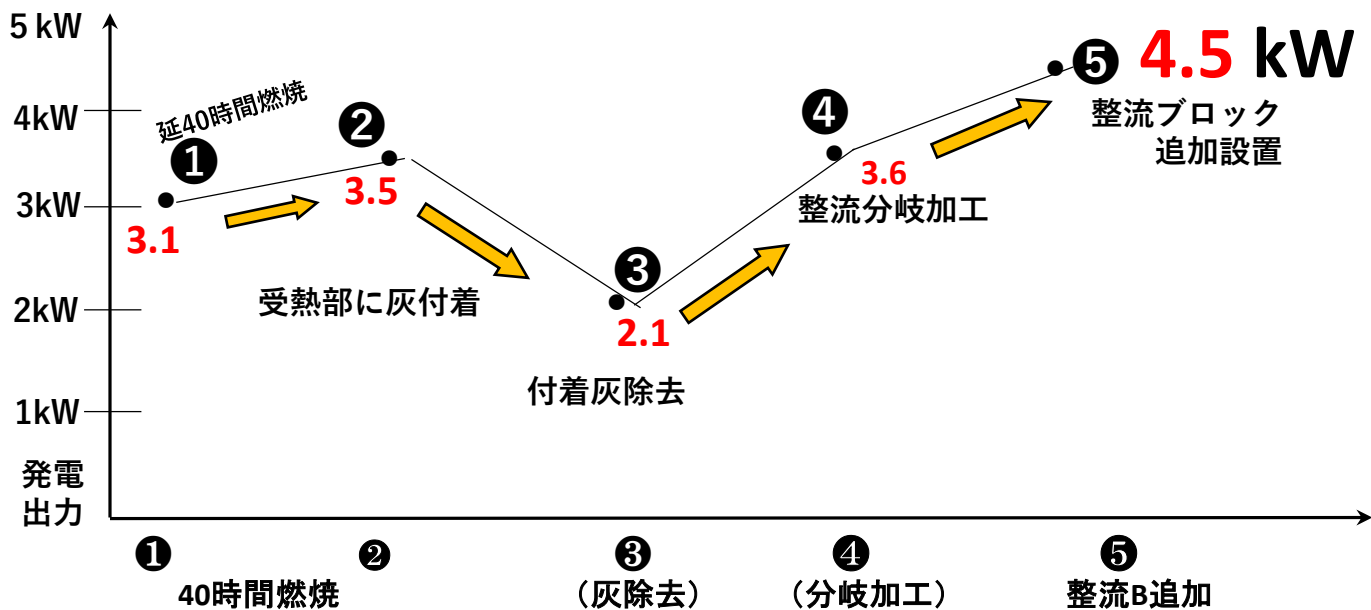 5 kW
❺ 4.5 kW
整流ブロック
追加設置
4kW
延40時間燃焼
❶
❷
❹
3.5
3.6
整流分岐加工
3kW
3.1
受熱部に灰付着
❸
2kW
2.1
付着灰除去
1kW
発電
出力
❶ ❷ ❸ ❹ ❺
40時間燃焼 （灰除去） （分岐加工） 整流B追加